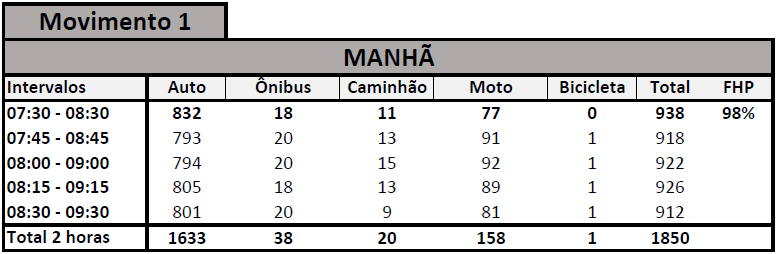 Movimento 1
MANHÃ
Intervalos Auto Ônibus Caminhão Moto Bicicleta Total FHP
07:30 - 08:30 832 18 11 77 0 938 98%
07:45 - 08:45 793 20 13 91 1 918
08:00 - 09:00 794 20 15 92 1 922
08:15 - 09:15 805 18 13 89 1 926
08:30 - 09:30 801 20 9 81 1 912
Total 2 horas 1633 38 20 158 1 1850